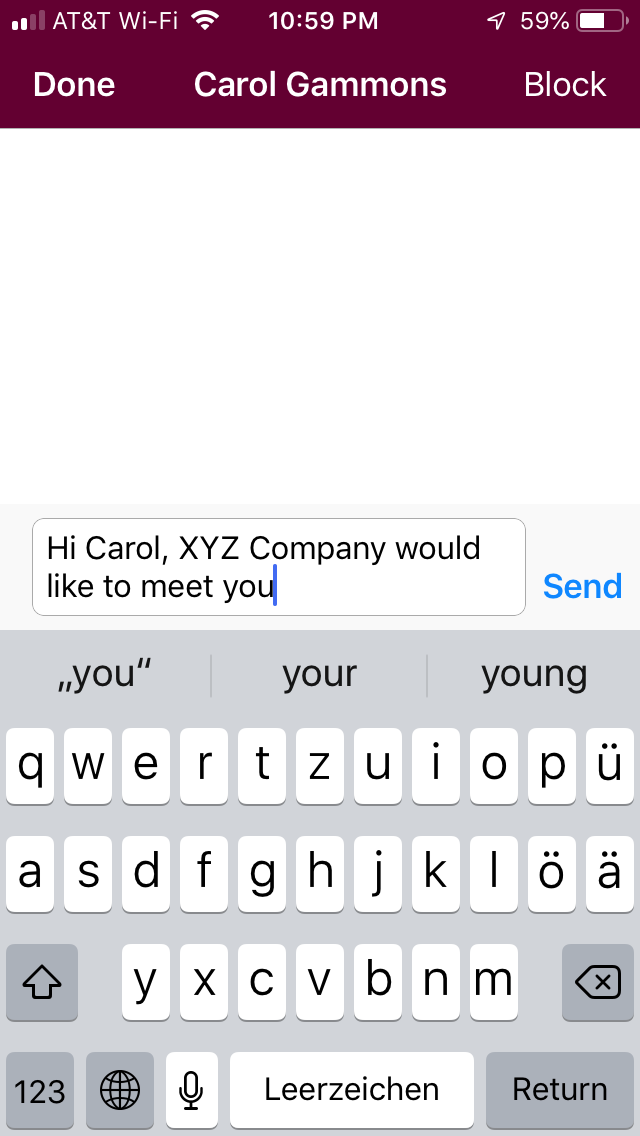 AT&T Wi-Fi 10:59 PM 59%
Done Carol Gammons Block
Hi Carol, XYZ Company would
like to meet you
Send
„you“ your young
q w e r t z u i o p ü
a s d f g h j k l ö ä
y x c v b n m
123 Leerzeichen Return